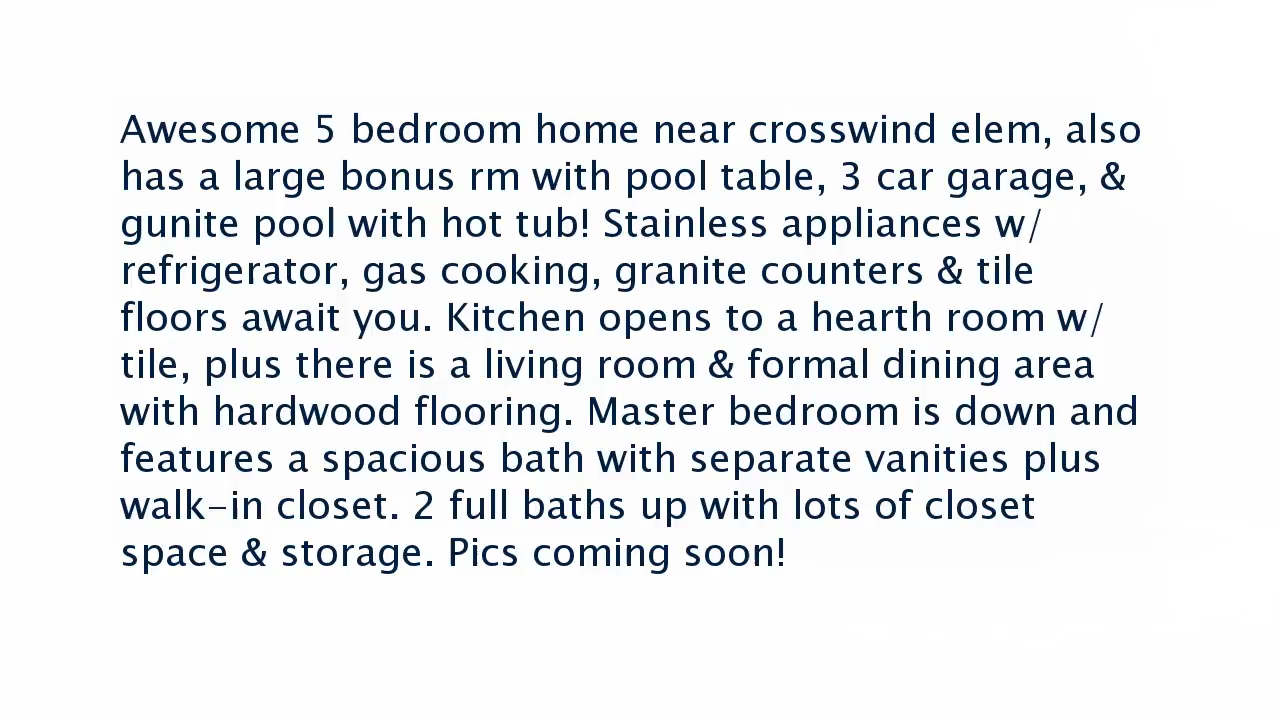 Awesome 5 bedroom home near crosswind elem, also
has a large bonus rm with pool table, 3 car garage, &
gunite pool with hot tub! Stainless appliances w/
refrigerator, gas cooking, granite counters & tile
floors await you. Kitchen opens to a hearth room w/
tile, plus there is a living room & formal dining area
with hardwood flooring. Master bedroom is down and
features a spacious bath with separate vanities plus
walk-in closet. 2 full baths up with lots of closet
space & storage. Pics coming soon!